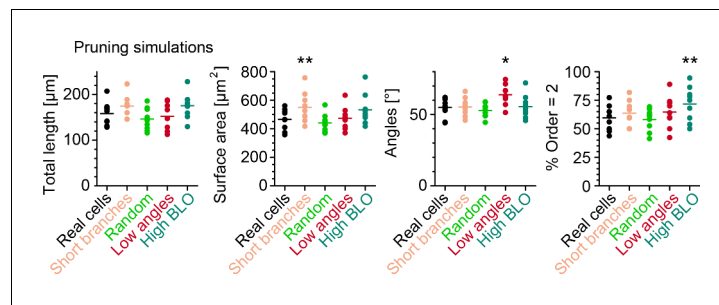 Pruning simulations
Total length [μm]
200
100
0
Real cells
Short branches
Random
Low angles
High BLO
Surface area [μm²]
**
800
600
400
200
0
Real cells
Short branches
Random
Low angles
High BLO
Angles [°]
*
50
0
Real cells
Short branches
Random
Low angles
High BLO
% Order = 2
**
100
75
50
25
0
Real cells
Short branches
Random
Low angles
High BLO